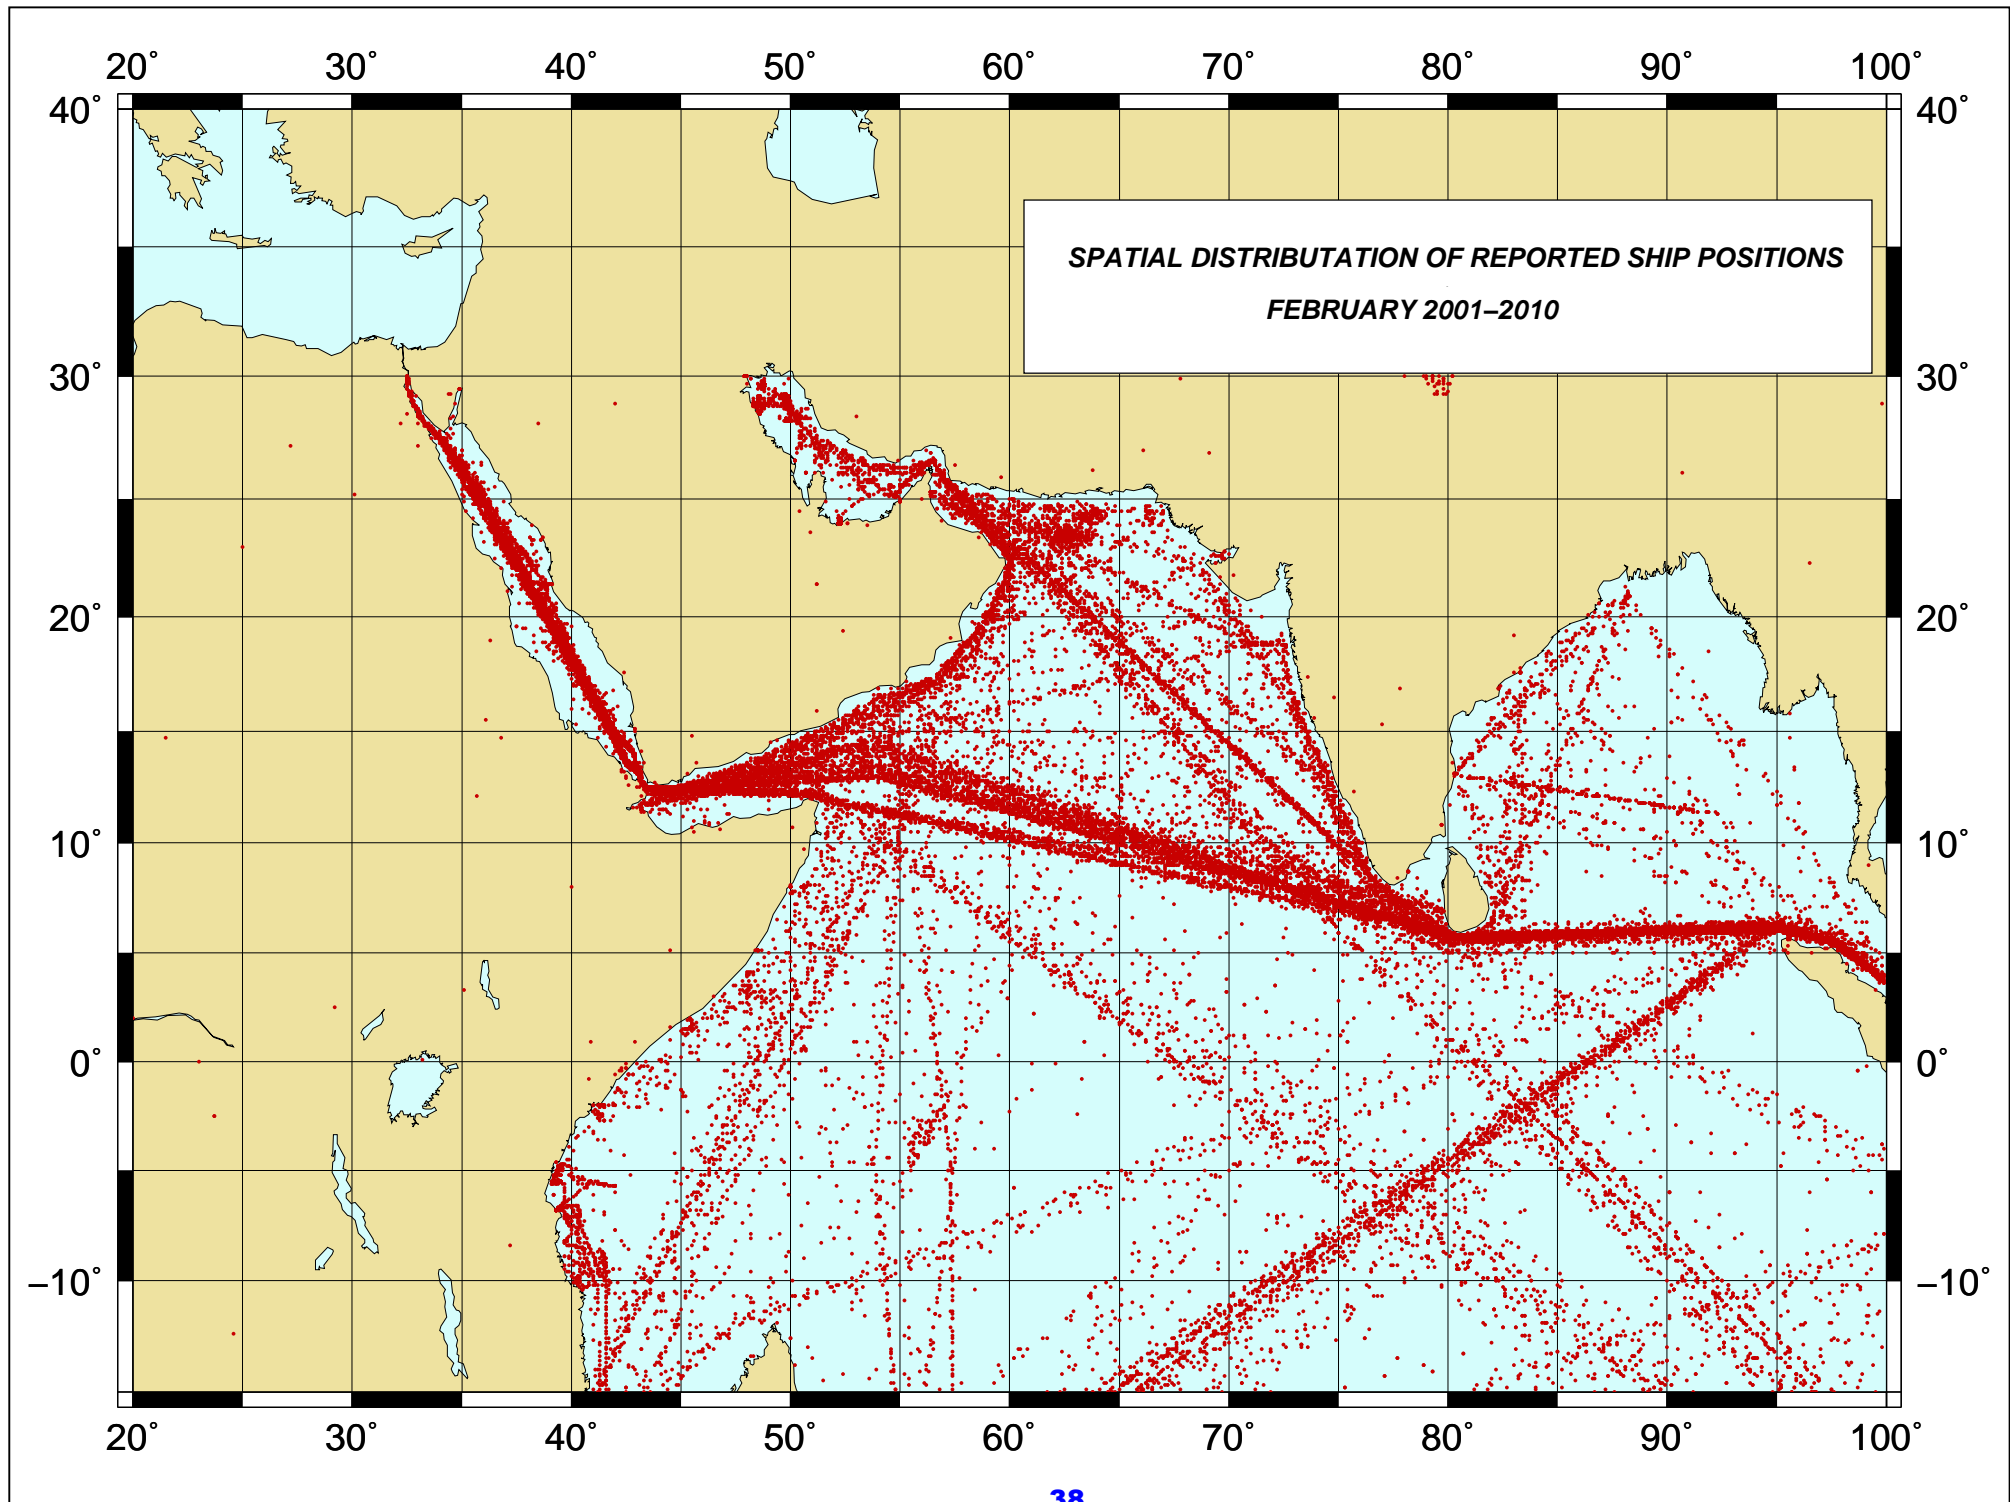 20° 30° 40° 50° 60° 70° 80° 90° 100°
40° 40°
SPATIAL DISTRIBUTATION OF REPORTED SHIP POSITIONS
FEBRUARY 2001–2010
30° 30°
20° 20°
10° 10°
0° 0°
–10° –10°
20° 30° 40° 50° 60° 70° 80° 90° 100°
38